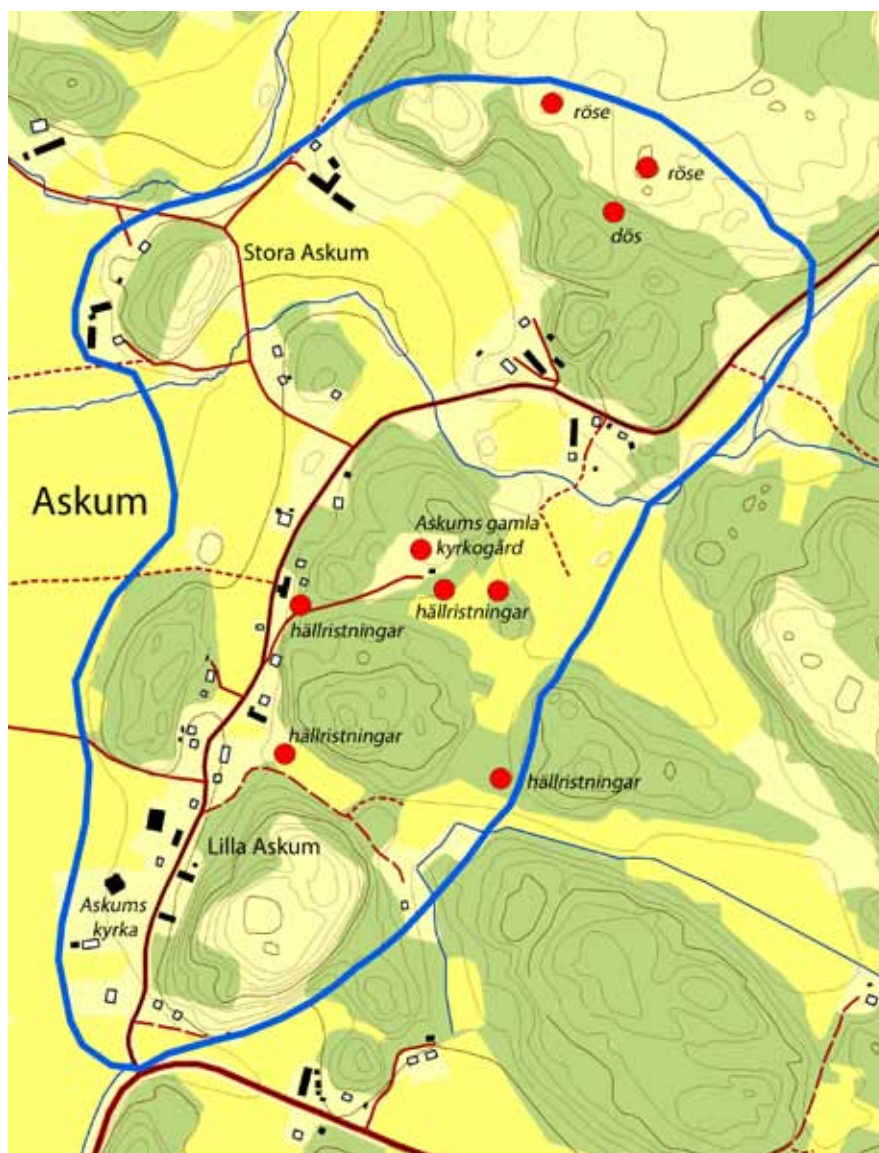 röse
röse
dös
Stora Askum
Askum
Askums gamla
kyrkogård
hällristningar
hällristningar
hällristningar
hällristningar
Lilla Askum
Askums
kyrka